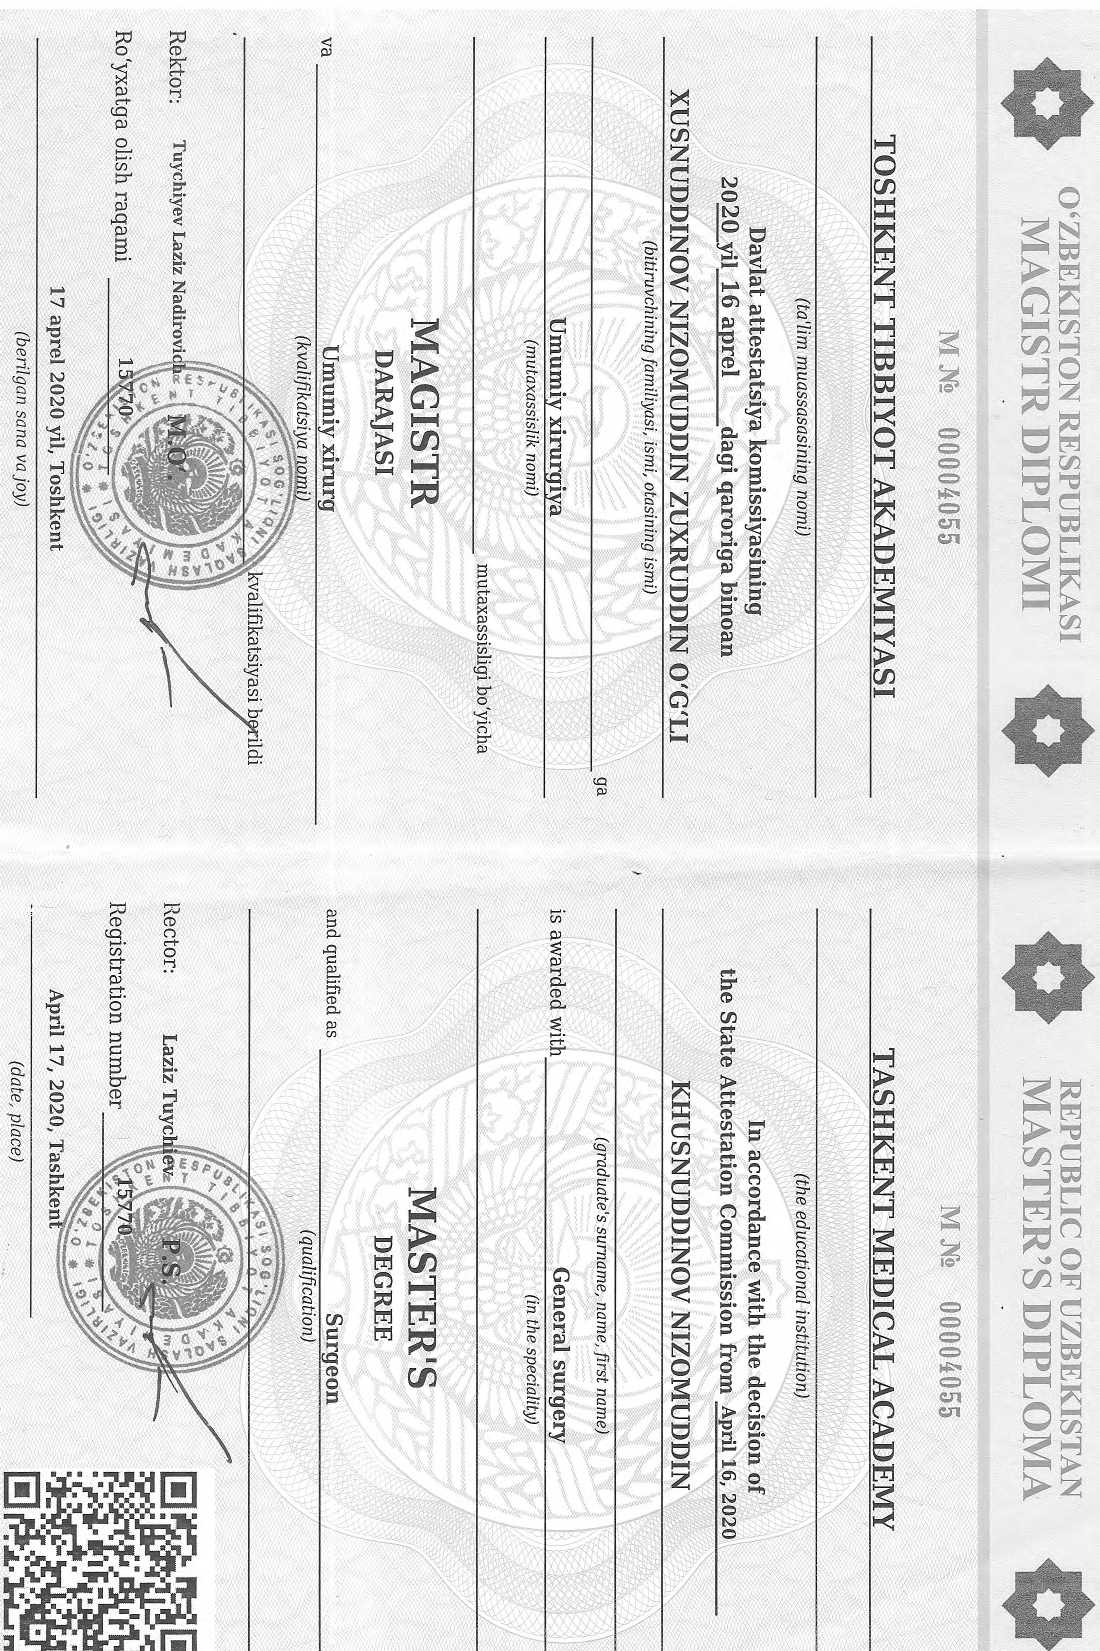 O‘ZBEKISTON RESPUBLIKASI
MAGISTR DIPLOMI
M № 00004055
TOSHKENT TIBBIYOT AKADEMIYASI
(ta'lim muassasasining nomi)
Davlat attestatsiya komissiyasining
2020 yil 16 aprel dagi qaroriga binoan
XUSNUDDINOV NIZOMUDDIN ZUXRUDDIN O‘G‘LI
(bitiruvchining familiyasi, ismi, otasining ismi)
ga
Umumiy xirurgiya
(mutaxassislik nomi)
mutaxassisligi bo‘yicha
MAGISTR
DARAJASI
va Umumiy xirurg
(kvalifikatsiya nomi)
kvalifikatsiyasi berildi
Rektor: Tuychiyev Laziz Nadirovich M.O‘.
Ro‘yxatga olish raqami 15770
17 aprel 2020 yil, Toshkent
(berilgan sana va joy)
O‘ZBEKISTON RESPUBLIKASI SOG‘LIQNI SAQLASH VAZIRLIGI
TOSHKENT TIBBIYOT AKADEMIYASI
REPUBLIC OF UZBEKISTAN
MASTER’S DIPLOMA
M № 00004055
TASHKENT MEDICAL ACADEMY
(the educational institution)
In accordance with the decision of
the State Attestation Commission from April 16, 2020
KHUSNUDDINOV NIZOMUDDIN
(graduate's surname, name, first name)
is awarded with General surgery
(in the speciality)
MASTER'S
DEGREE
and qualified as Surgeon
(qualification)
Rector: Laziz Tuychiev P.S.
Registration number 15770
April 17, 2020, Tashkent
(date, place)
O‘ZBEKISTON RESPUBLIKASI SOG‘LIQNI SAQLASH VAZIRLIGI
TOSHKENT TIBBIYOT AKADEMIYASI